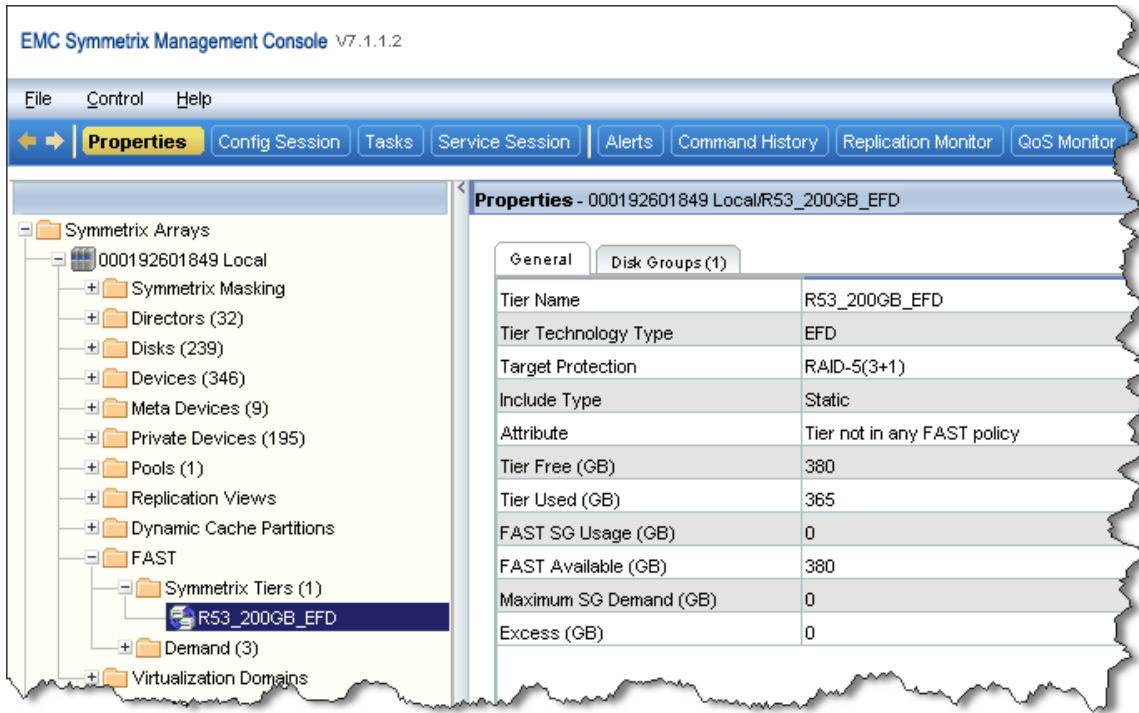 EMC Symmetrix Management Console V7.1.1.2
File Control Help
Properties Config Session Tasks Service Session Alerts Command History Replication Monitor QoS Monitor
Properties - 000192601849 Local/R53_200GB_EFD
Symmetrix Arrays
000192601849 Local
Symmetrix Masking
Directors (32)
Disks (239)
Devices (346)
Meta Devices (9)
Private Devices (195)
Pools (1)
Replication Views
Dynamic Cache Partitions
FAST
Symmetrix Tiers (1)
R53_200GB_EFD
Demand (3)
Virtualization Domains
General Disk Groups (1)
Tier Name R53_200GB_EFD
Tier Technology Type EFD
Target Protection RAID-5(3+1)
Include Type Static
Attribute Tier not in any FAST policy
Tier Free (GB) 380
Tier Used (GB) 365
FAST SG Usage (GB) 0
FAST Available (GB) 380
Maximum SG Demand (GB) 0
Excess (GB) 0